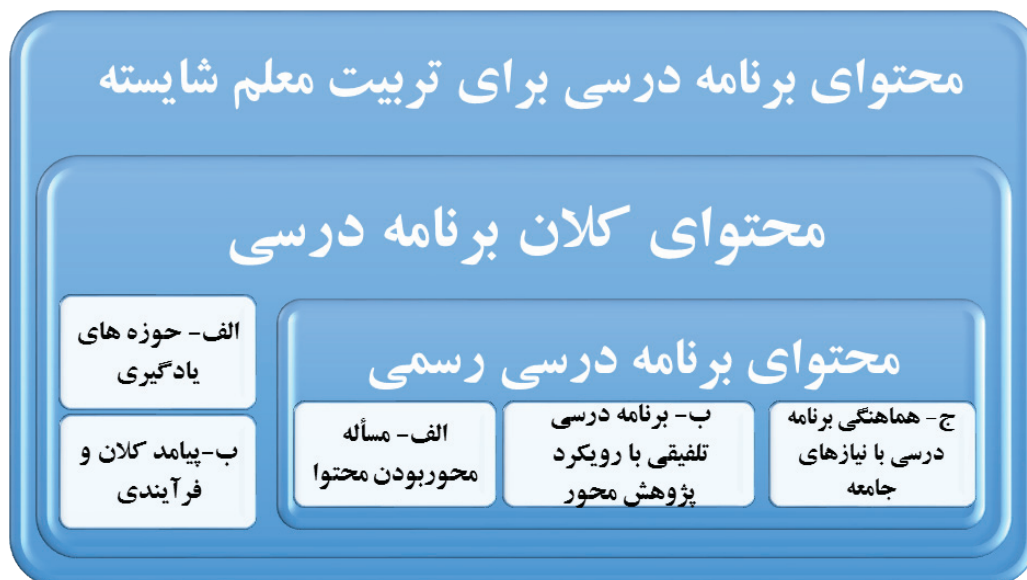 محتوای برنامه درسی برای تربیت معلم شایسته
محتوای کلان برنامه درسی
الف- حوزه های
یادگیری
ب-پیامد کلان و
فرآیندی
محتوای برنامه درسی رسمی
ج- هماهنگی برنامه
درسی با نیازهای
جامعه
ب- برنامه درسی
تلفیقی با رویکرد
پژوهش محور
الف- مسأله
محوربودن محتوا